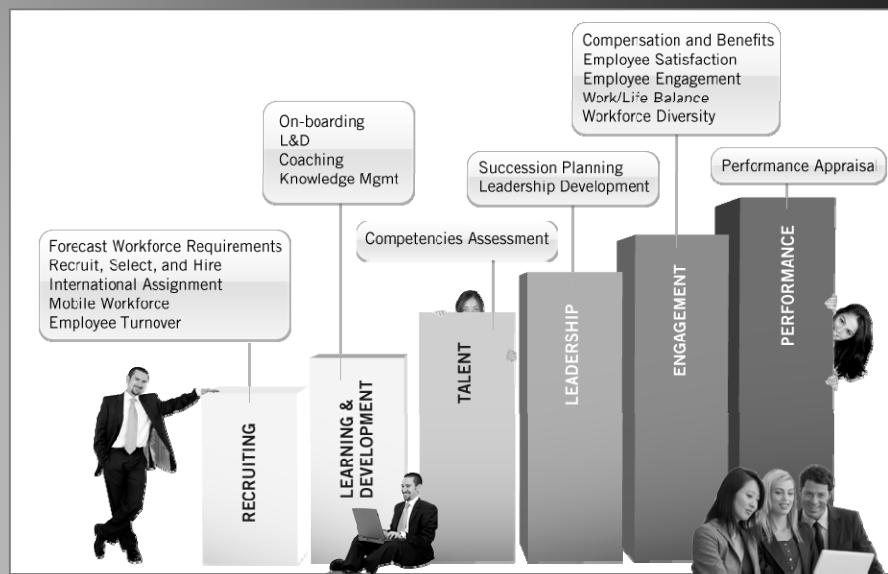 Forecast Workforce Requirements
Recruit, Select, and Hire
International Assignment
Mobile Workforce
Employee Turnover
RECRUITING
On-boarding
L&D
Coaching
Knowledge Mgmt
LEARNING &
DEVELOPMENT
Competencies Assessment
TALENT
Succession Planning
Leadership Development
LEADERSHIP
Compensation and Benefits
Employee Satisfaction
Employee Engagement
Work/Life Balance
Workforce Diversity
ENGAGEMENT
Performance Appraisal
PERFORMANCE